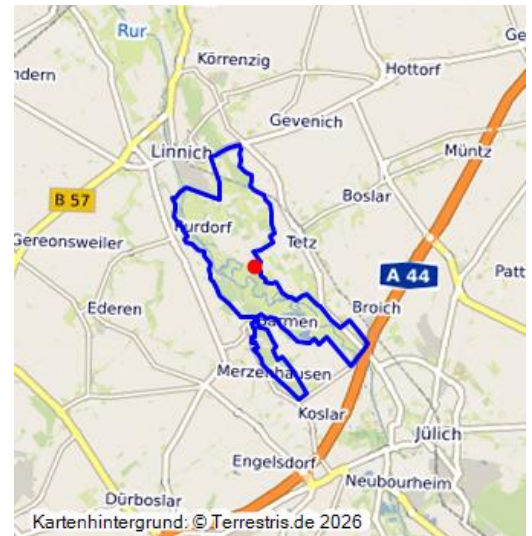 Rur
Körrenzig
Ge
ndern
Hottorf
Gevenich
Linnich
Müntz
B 57
Boslar
Rurdorf
Gereonsweiler
Tetz
A 44
Patt
Ederen
Broich
Barmen
Merzenhausen
Koslar
Jülich
Engelsdorf
Neubourheim
Dürboslar
Kartenhintergrund: © Terrestris.de 2026